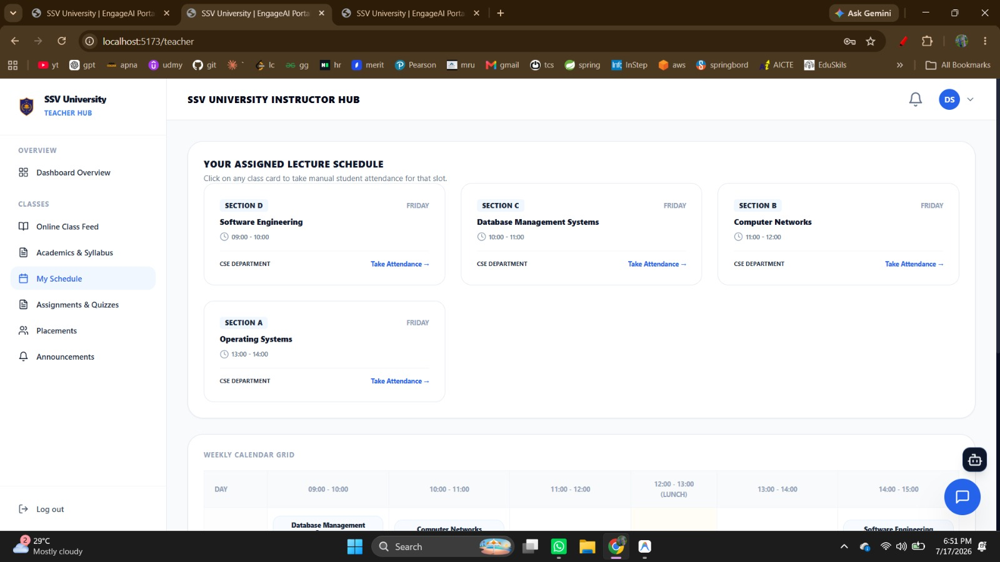 SSV University | EngageAI Porta
SSV University | EngageAI Porta
SSV University | EngageAI Porta
Ask Gemini
localhost:5173/teacher
yt
gpt
apna
udmy
git
lc
gg
hr
merit
Pearson
mru
gmail
tcs
spring
InStep
aws
springbord
AICTE
EduSkils
All Bookmarks
SSV University
TEACHER HUB
OVERVIEW
Dashboard Overview
CLASSES
Online Class Feed
Academics & Syllabus
My Schedule
Assignments & Quizzes
Placements
Announcements
Log out
SSV UNIVERSITY INSTRUCTOR HUB
DS
YOUR ASSIGNED LECTURE SCHEDULE
Click on any class card to take manual student attendance for that slot.
SECTION D
FRIDAY
Software Engineering
09:00 - 10:00
CSE DEPARTMENT
Take Attendance →
SECTION C
FRIDAY
Database Management Systems
10:00 - 11:00
CSE DEPARTMENT
Take Attendance →
SECTION B
FRIDAY
Computer Networks
11:00 - 12:00
CSE DEPARTMENT
Take Attendance →
SECTION A
FRIDAY
Operating Systems
13:00 - 14:00
CSE DEPARTMENT
Take Attendance →
WEEKLY CALENDAR GRID
DAY
09:00 - 10:00
10:00 - 11:00
11:00 - 12:00
12:00 - 13:00
(LUNCH)
13:00 - 14:00
14:00 - 15:00
Database Management
Computer Networks
Software Engineering
2
29°C
Mostly cloudy
Search
6:51 PM
7/17/2026